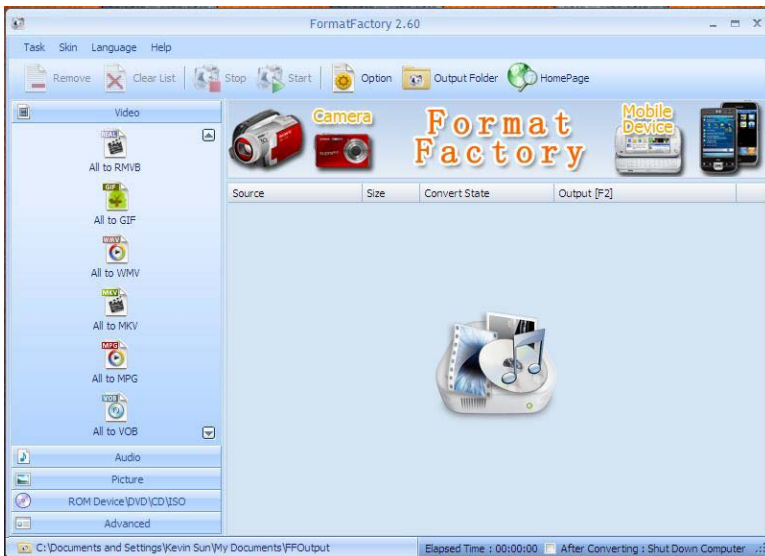 FormatFactory 2.60
Task Skin Language Help
Remove Clear List Stop Start Option Output Folder HomePage
Video
All to RMVB
GIF
All to GIF
WMV
All to WMV
MKV
All to MKV
MPG
All to MPG
VOB
All to VOB
Audio
Picture
ROM Device\DVD\CD\ISO
Advanced
Camera
Format
Factory
Mobile
Device
Source Size Convert State Output [F2]
C:\Documents and Settings\Kevin Sun\My Documents\FFOutput
Elapsed Time : 00:00:00 After Converting : Shut Down Computer